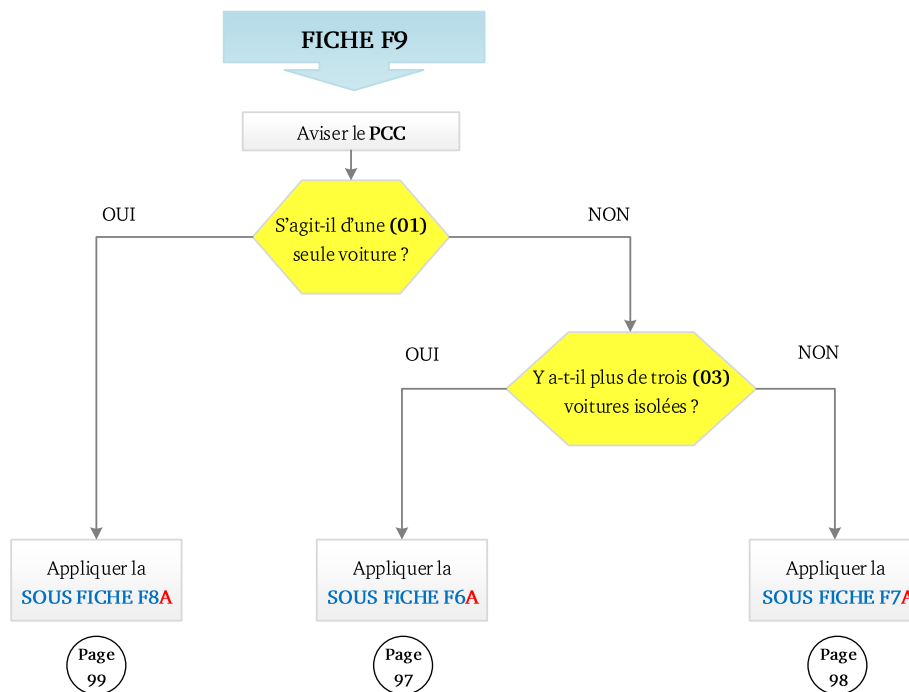 FICHE F9
Aviser le PCC
OUI
S’agit-il d’une (01)
seule voiture ?
NON
OUI
Y a-t-il plus de trois (03)
voitures isolées ?
NON
Appliquer la
SOUS FICHE F8A
Appliquer la
SOUS FICHE F6A
Appliquer la
SOUS FICHE F7A
Page
99
Page
97
Page
98